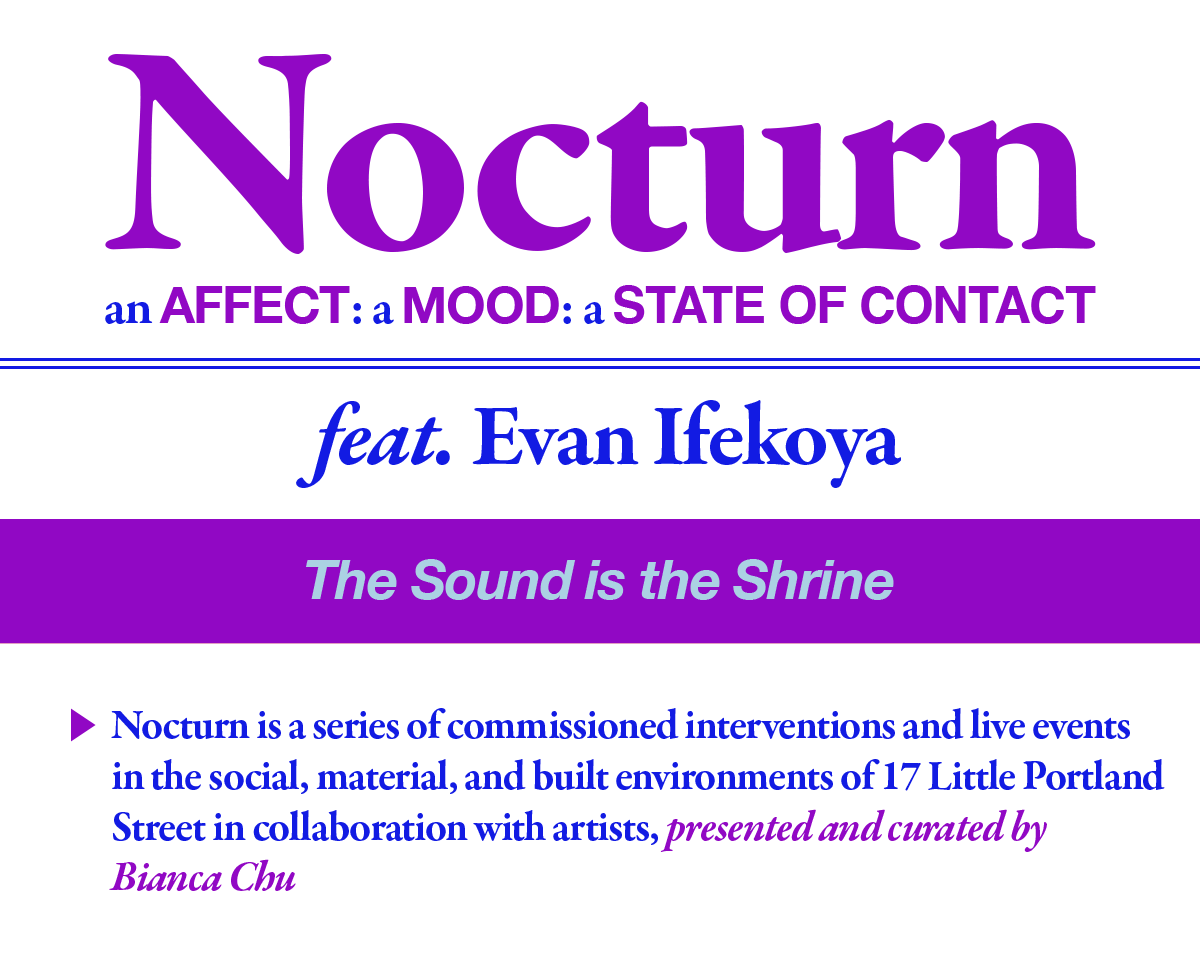 Nocturn
an AFFECT: a MOOD: a STATE OF CONTACT
feat. Evan Ifekoya
The Sound is the Shrine
Nocturn is a series of commissioned interventions and live events
in the social, material, and built environments of 17 Little Portland
Street in collaboration with artists, presented and curated by
Bianca Chu